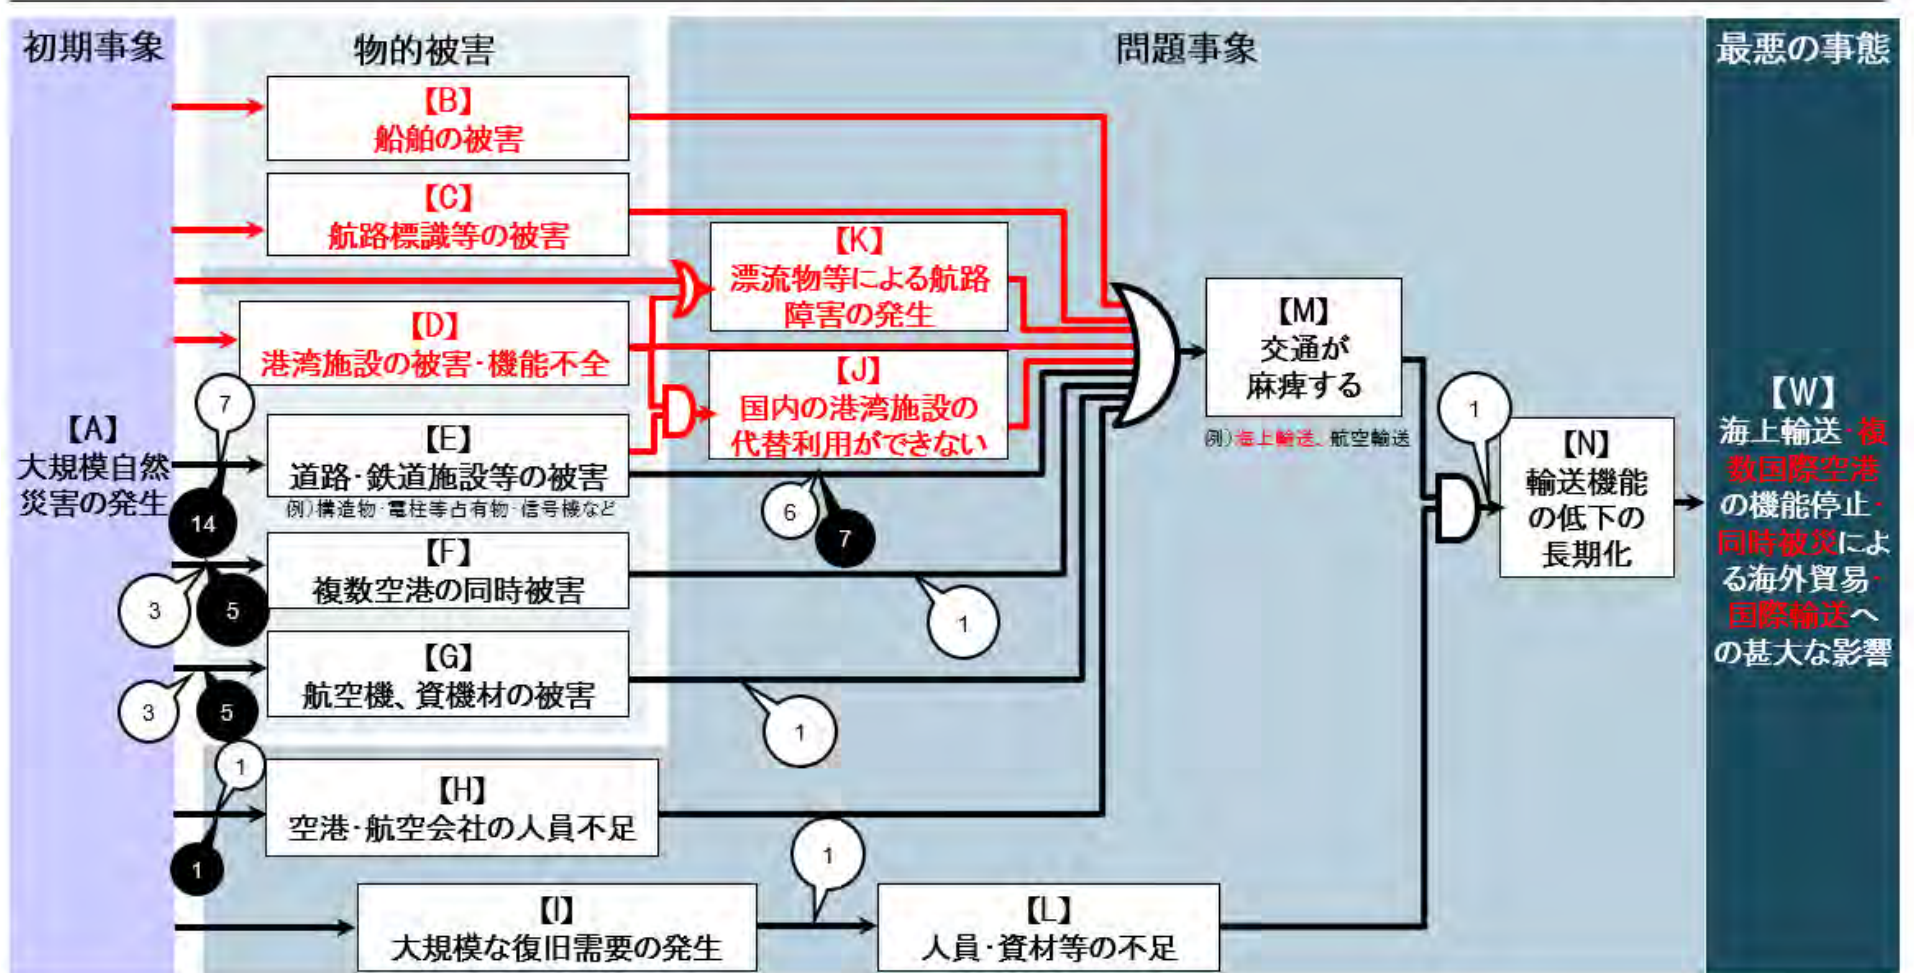 初期事象
物的被害
問題事象
最悪の事態
【B】
船舶の被害
【C】
航路標識等の被害
【K】
漂流物等による航路
障害の発生
【D】
港湾施設の被害・機能不全
【J】
国内の港湾施設の
代替利用ができない
【M】
交通が
麻痺する
例)海上輸送、航空輸送
【A】
大規模自然
災害の発生
7
14
【E】
道路・鉄道施設等の被害
例)構造物・電柱等占有物・信号機など
6
7
1
【N】
輸送機能
の低下の
長期化
【W】
海上輸送・複
数国際空港
の機能停止・
同時被災によ
る海外貿易・
国際輸送へ
の甚大な影響
3
5
【F】
複数空港の同時被害
1
3
5
【G】
航空機、資機材の被害
1
1
1
【H】
空港・航空会社の人員不足
1
【I】
大規模な復旧需要の発生
【L】
人員・資材等の不足